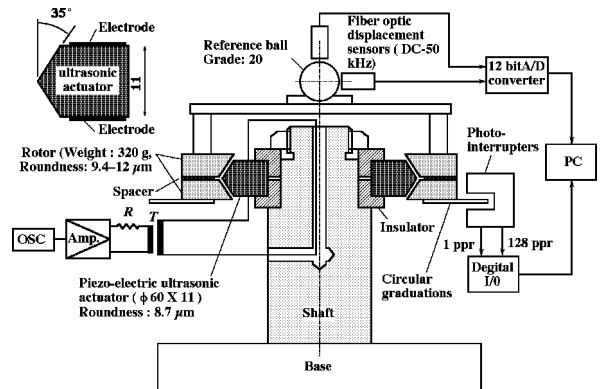 35°
Electrode
ultrasonic
actuator
11
Electrode
Fiber optic
displacement
sensors ( DC-50
kHz)
Reference ball
Grade: 20
12 bitA/D
converter
Photo-
interrupters
PC
Rotor (Weight : 320 g,
Roundness: 9.4–12 μm
Spacer
R
T
OSC
Amp.
Insulator
1 ppr
128 ppr
Degital
I/0
Circular
graduations
Piezo-electric ultrasonic
actuator ( ϕ 60 X 11)
Roundness : 8.7 μm
Shaft
Base